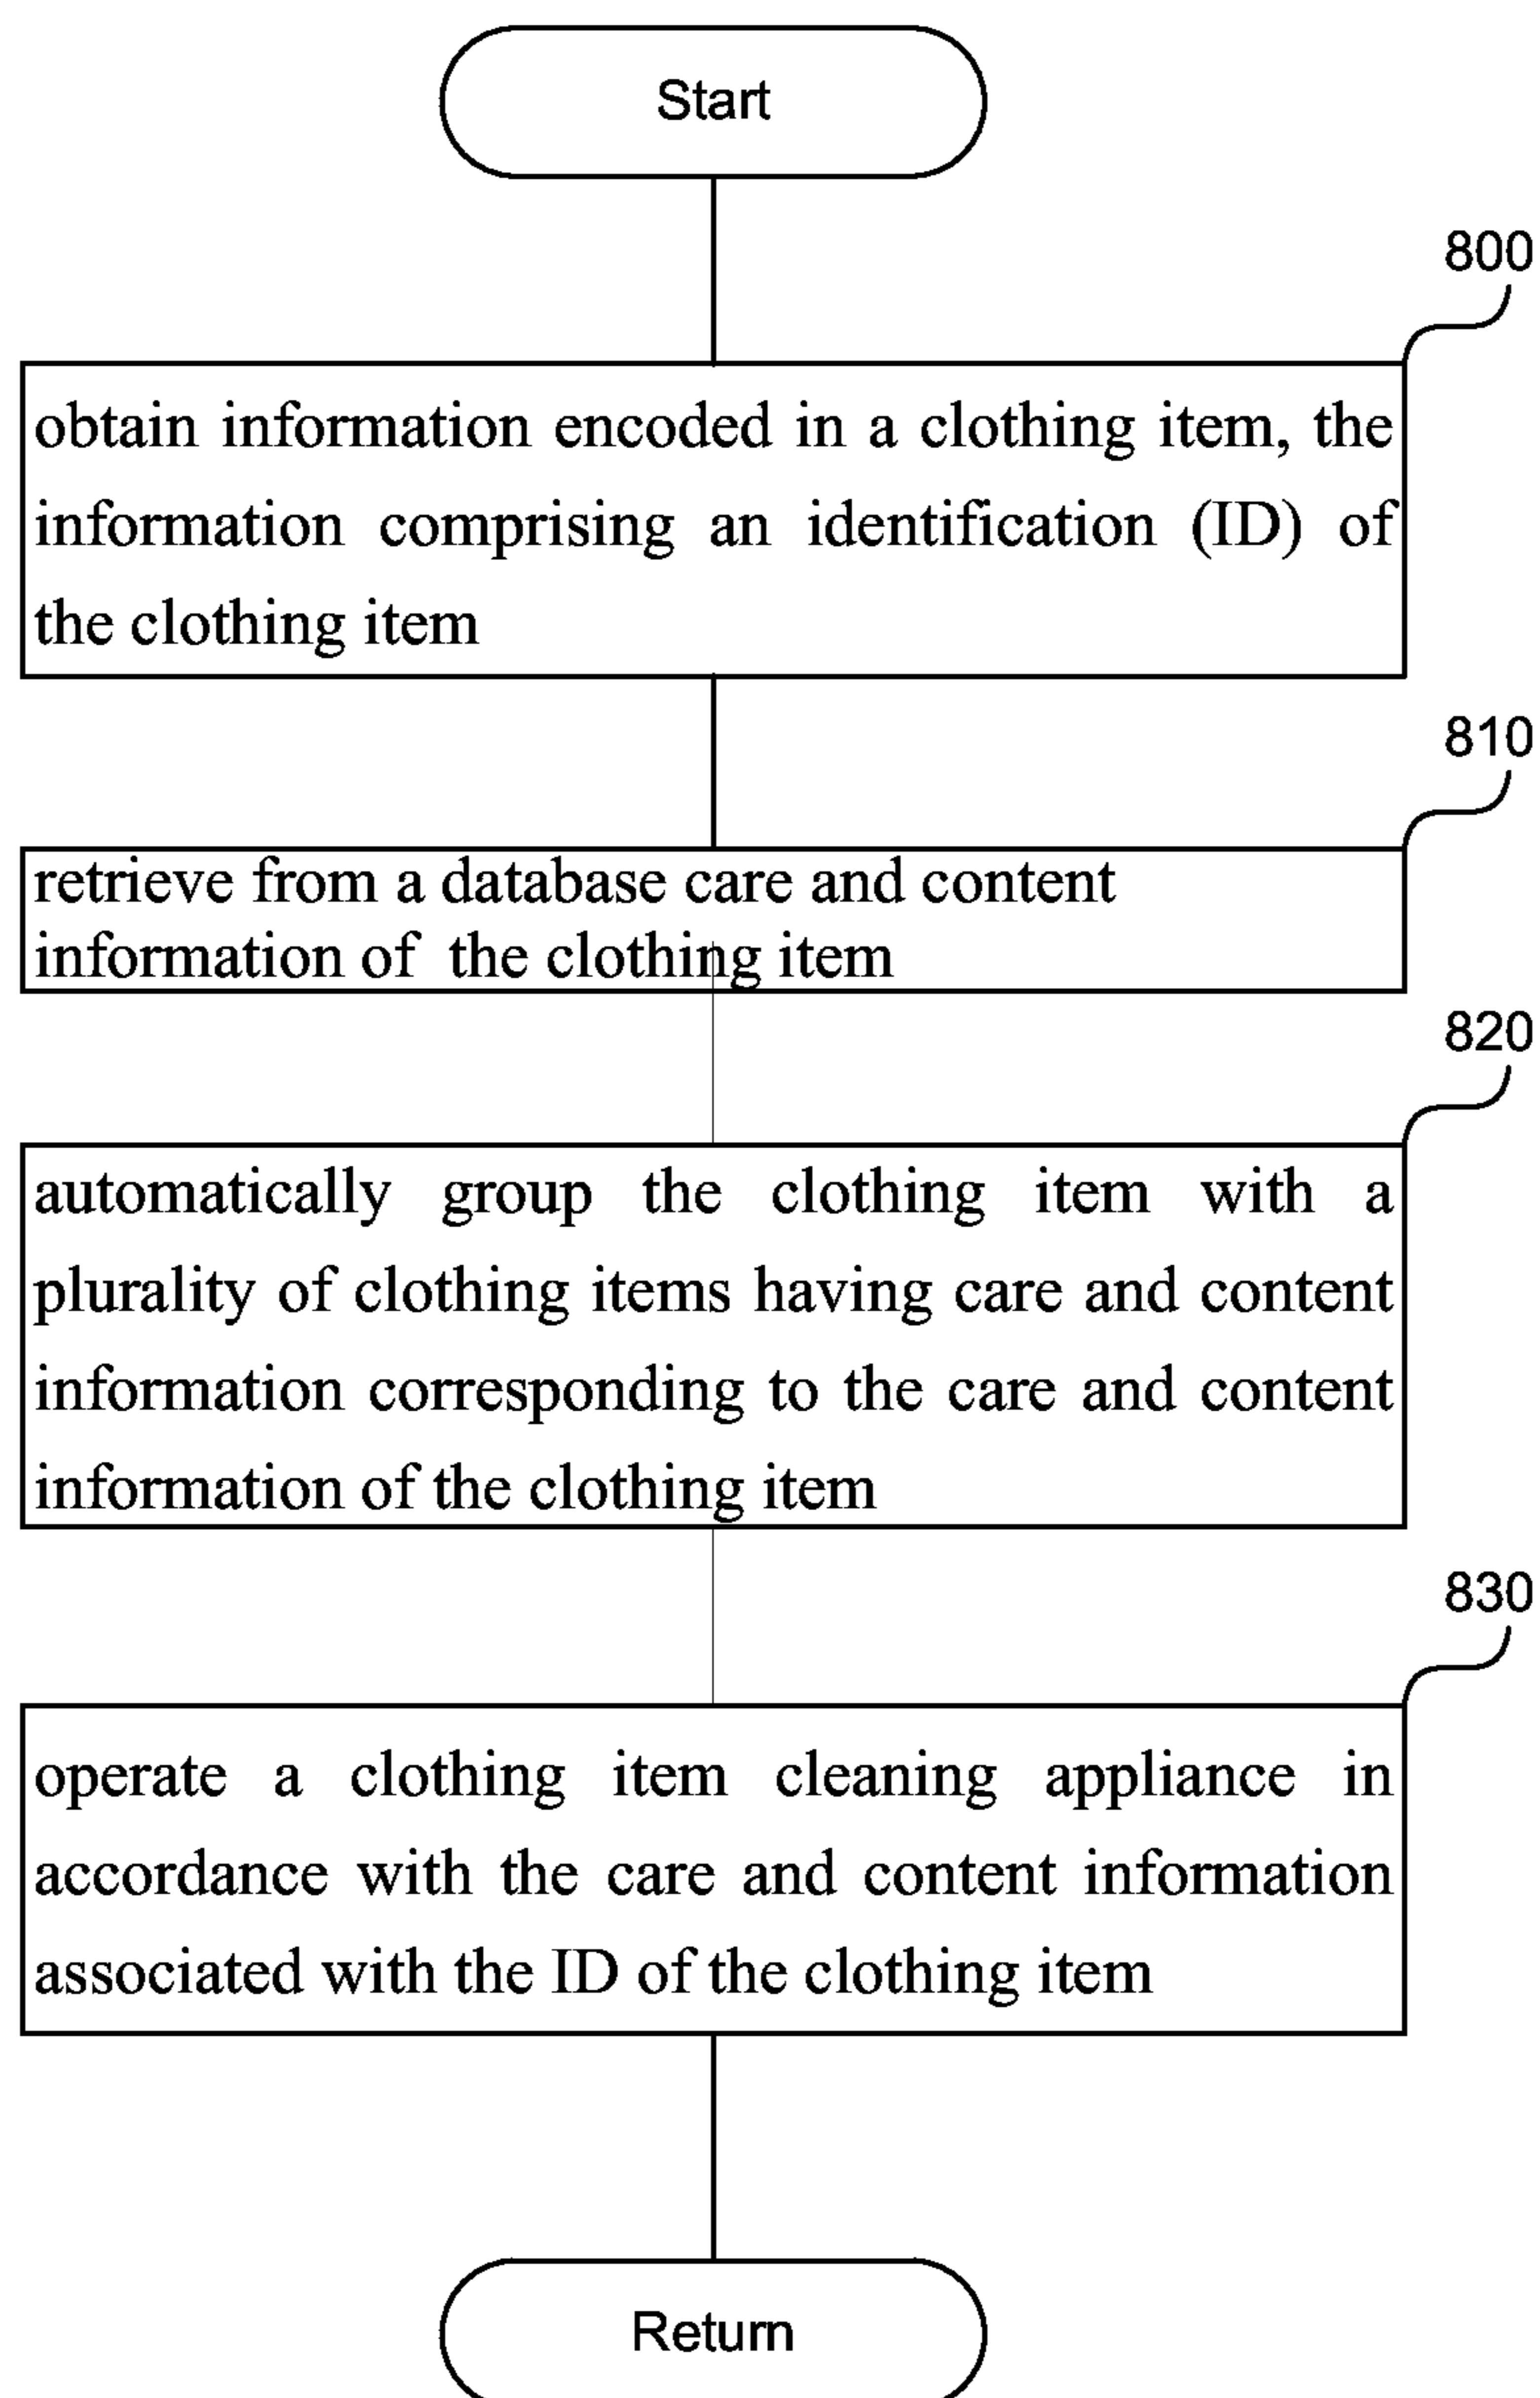 Start
800
obtain information encoded in a clothing item, the
information comprising an identification (ID) of
the clothing item
810
retrieve from a database care and content
information of the clothing item
820
automatically group the clothing item with a
plurality of clothing items having care and content
information corresponding to the care and content
information of the clothing item
830
operate a clothing item cleaning appliance in
accordance with the care and content information
associated with the ID of the clothing item
Return